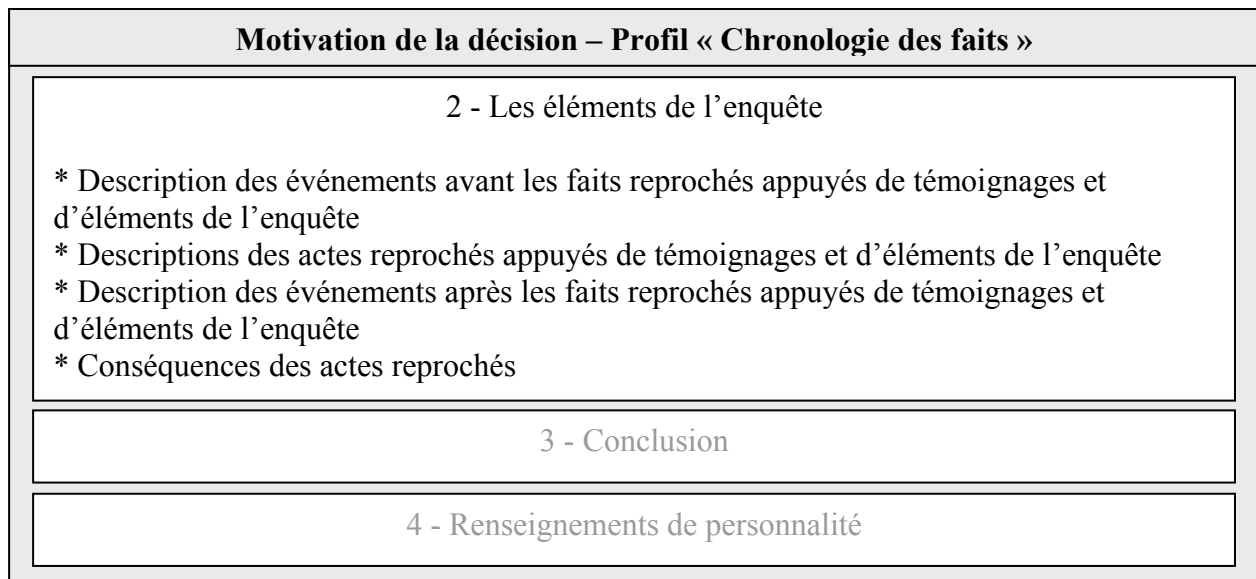 Motivation de la décision – Profil « Chronologie des faits »
2 - Les éléments de l’enquête
* Description des événements avant les faits reprochés appuyés de témoignages et
d’éléments de l’enquête
* Descriptions des actes reprochés appuyés de témoignages et d’éléments de l’enquête
* Description des événements après les faits reprochés appuyés de témoignages et
d’éléments de l’enquête
* Conséquences des actes reprochés
3 - Conclusion
4 - Renseignements de personnalité